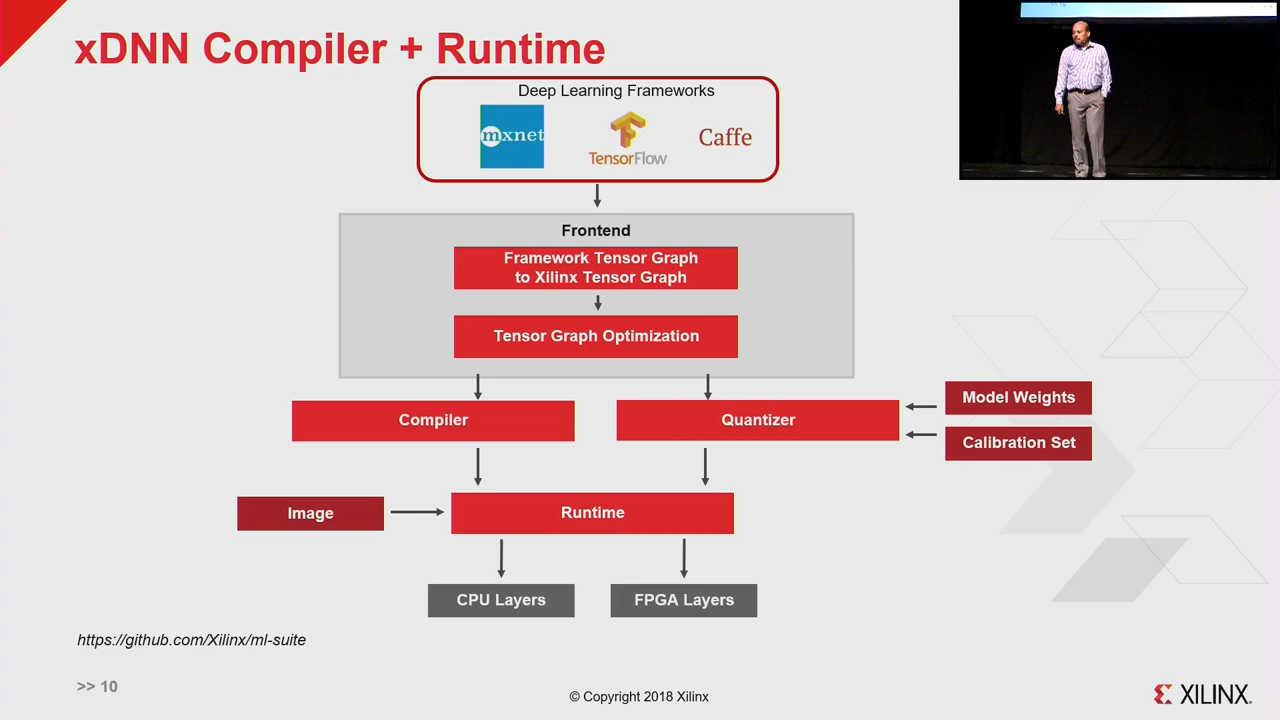 xDNN Compiler + Runtime
Deep Learning Frameworks
mxnet
TensorFlow
Caffe
Frontend
Framework Tensor Graph
to Xilinx Tensor Graph
Tensor Graph Optimization
Compiler
Quantizer
Model Weights
Calibration Set
Image
Runtime
CPU Layers
FPGA Layers
https://github.com/Xilinx/ml-suite
>> 10
© Copyright 2018 Xilinx
XILINX.